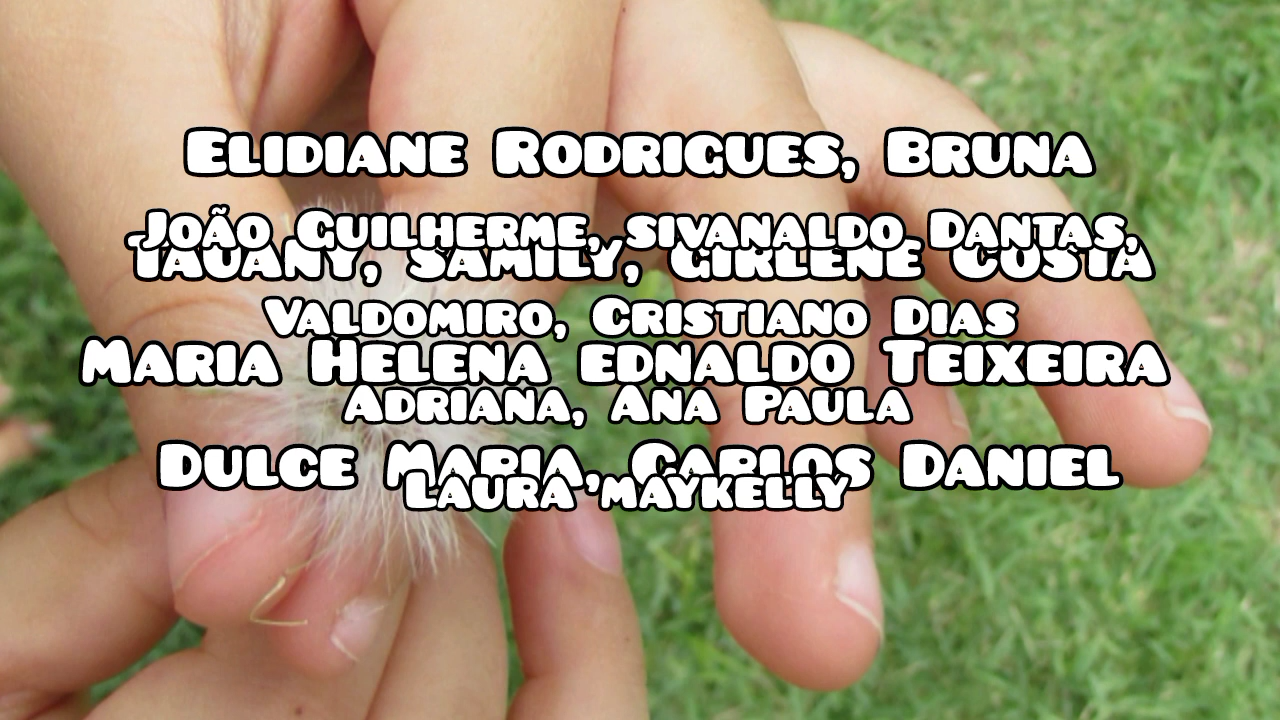 Elidiane Rodrigues, Bruna
João Guilherme, sivanaldo Dantas,
Tauany, samily, Girlene Costa
Valdomiro, Cristiano Dias
Maria Helena ednaldo Teixeira
Adriana, Ana Paula
Dulce Maria, Carlos Daniel
Laura maykelly